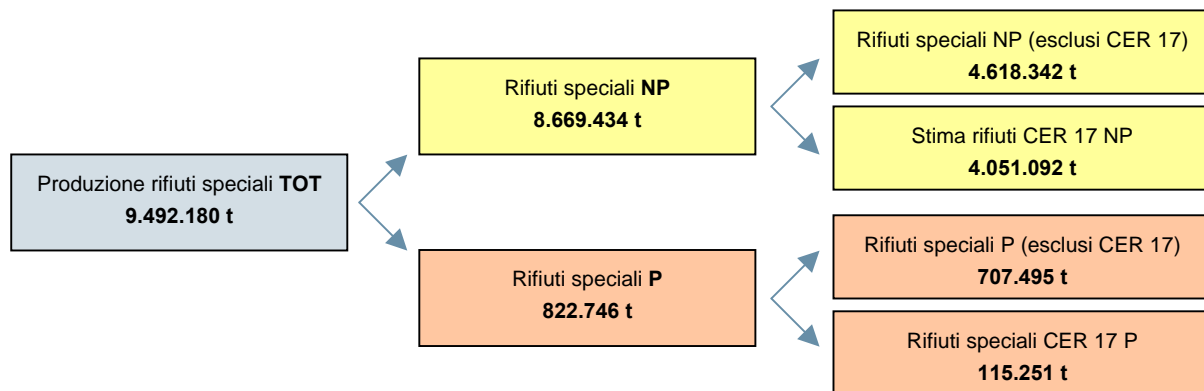 Rifiuti speciali NP (esclusi CER 17)
4.618.342 t
Rifiuti speciali NP
8.669.434 t
Stima rifiuti CER 17 NP
4.051.092 t
Produzione rifiuti speciali TOT
9.492.180 t
Rifiuti speciali P (esclusi CER 17)
707.495 t
Rifiuti speciali P
822.746 t
Rifiuti speciali CER 17 P
115.251 t